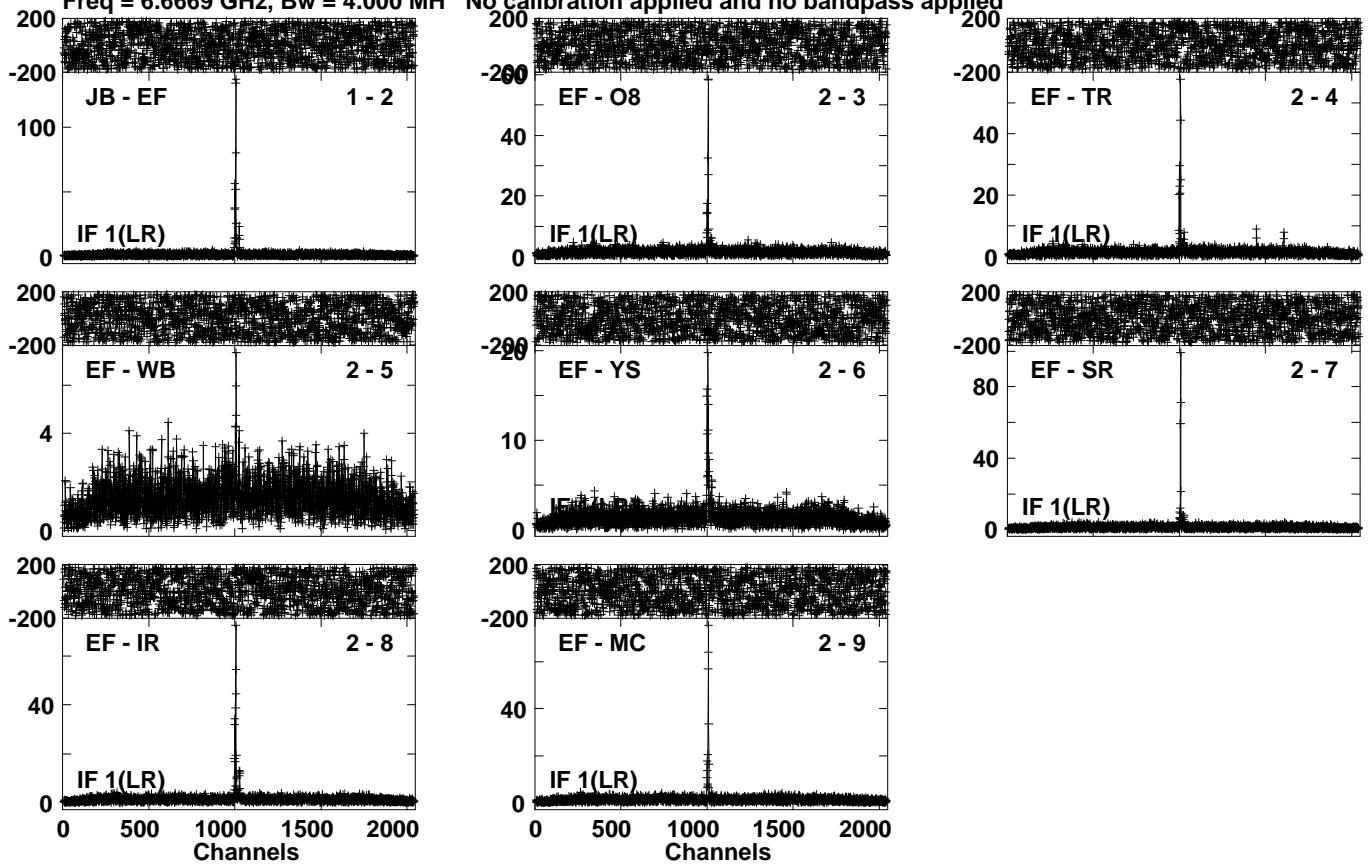 Freq = 6.6669 GHz, Bw = 4.000 MH No calibration applied and no bandpass applied
200 200 200
-200 -200 -200
60
JB - EF 1 - 2 EF - O8 2 - 3 EF - TR 2 - 4
100 40 40
20 20
IF 1(LR) IF 1(LR) IF 1(LR)
0 0 0
200 200 200
-200 -200 -200
20
EF - WB 2 - 5 EF - YS 2 - 6 EF - SR 2 - 7
80
4 10 40
IF 1(LR)
0 0 0
200 200
-200 -200
EF - IR 2 - 8 EF - MC 2 - 9
40 40
IF 1(LR) IF 1(LR)
0 0
0 500 1000 1500 2000 0 500 1000 1500 2000
Channels Channels